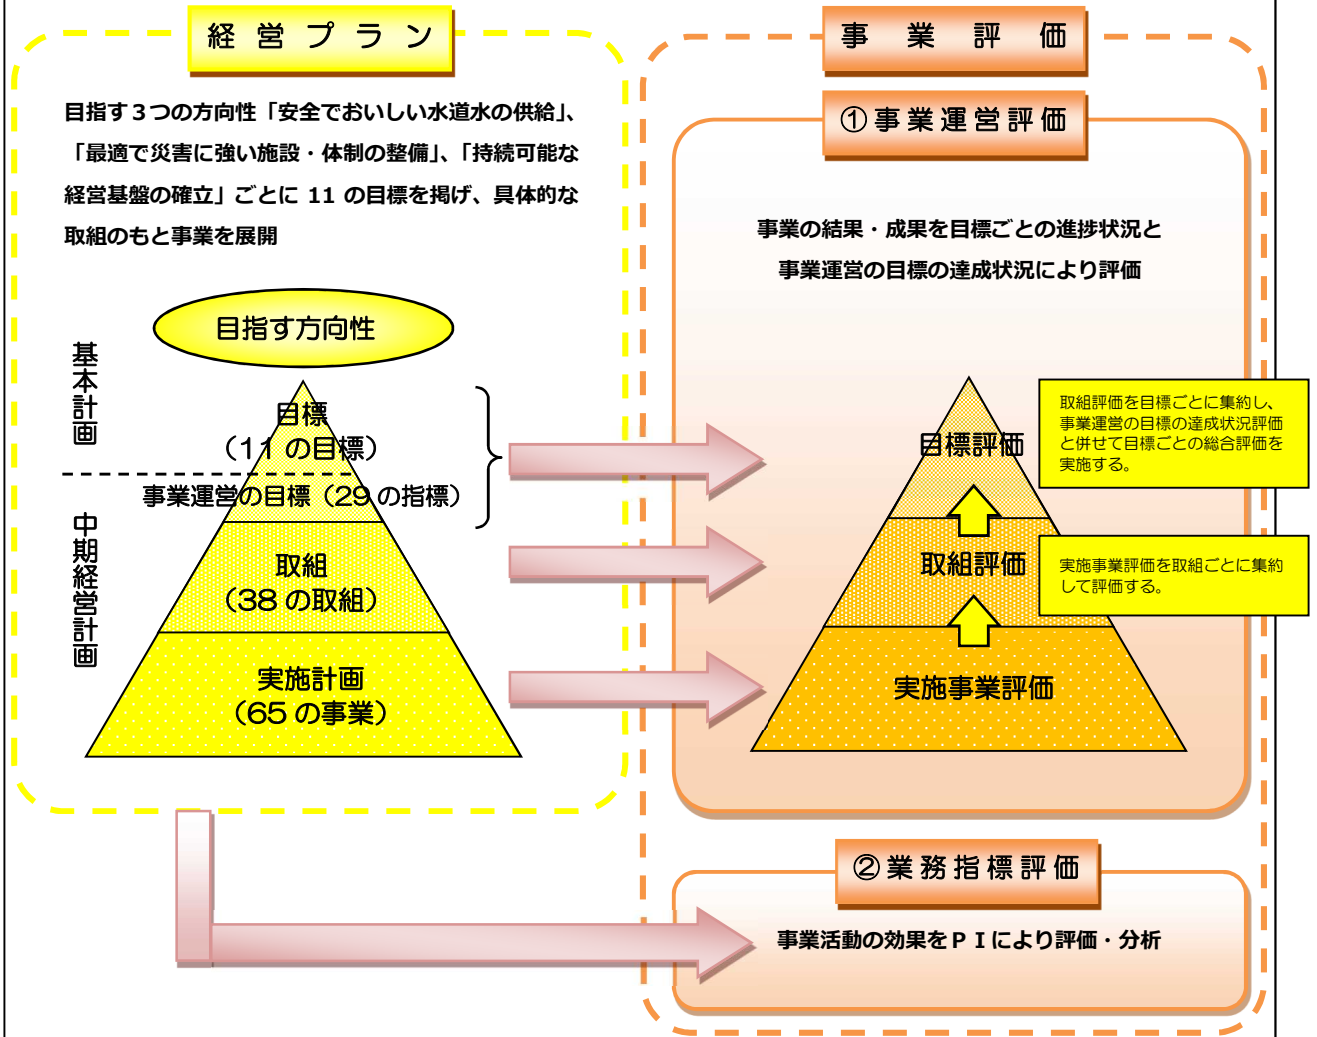 経営プラン
目指す３つの方向性「安全でおいしい水道水の供給」、
「最適で災害に強い施設・体制の整備」、「持続可能な
経営基盤の確立」ごとに 11 の目標を掲げ、具体的な
取組のもと事業を展開
目指す方向性
基本計画
目標
（11 の目標）
事業運営の目標（29 の指標）
中期経営計画
取組
（38 の取組）
実施計画
（65 の事業）
事業評価
①事業運営評価
事業の結果・成果を目標ごとの進捗状況と
事業運営の目標の達成状況により評価
目標評価
取組評価を目標ごとに集約し、
事業運営の目標の達成状況評価
と併せて目標ごとの総合評価を
実施する。
取組評価
実施事業評価を取組ごとに集約
して評価する。
実施事業評価
②業務指標評価
事業活動の効果をＰＩにより評価・分析